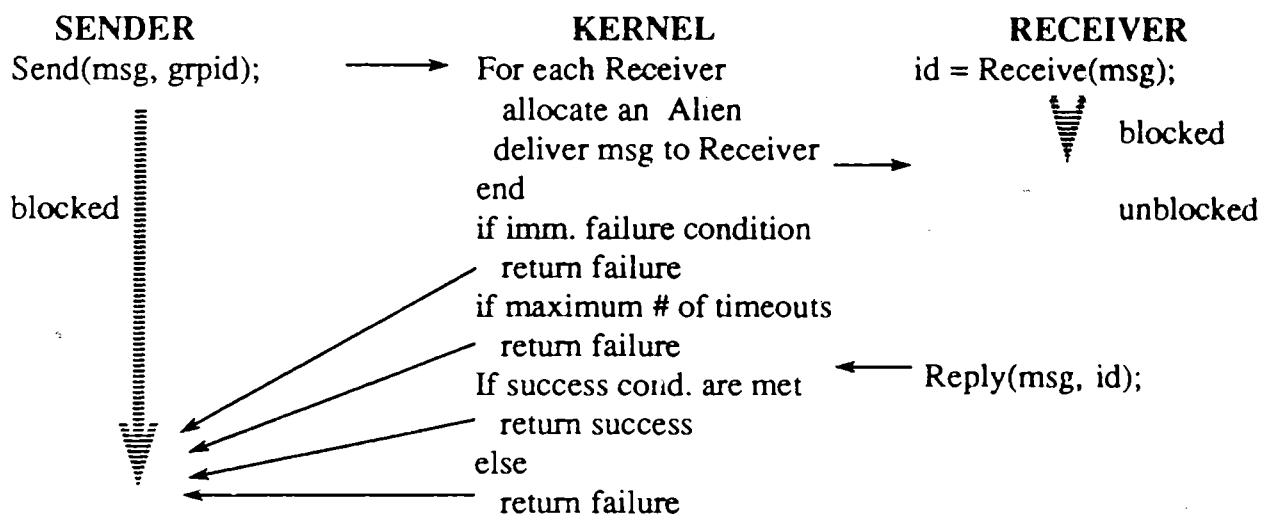 SENDER
Send(msg, grpid);
blocked
KERNEL
For each Receiver
allocate an Alien
deliver msg to Receiver
end
if imm. failure condition
return failure
if maximum # of timeouts
return failure
If success cond. are met
return success
else
return failure
RECEIVER
id = Receive(msg);
blocked
unblocked
Reply(msg, id);